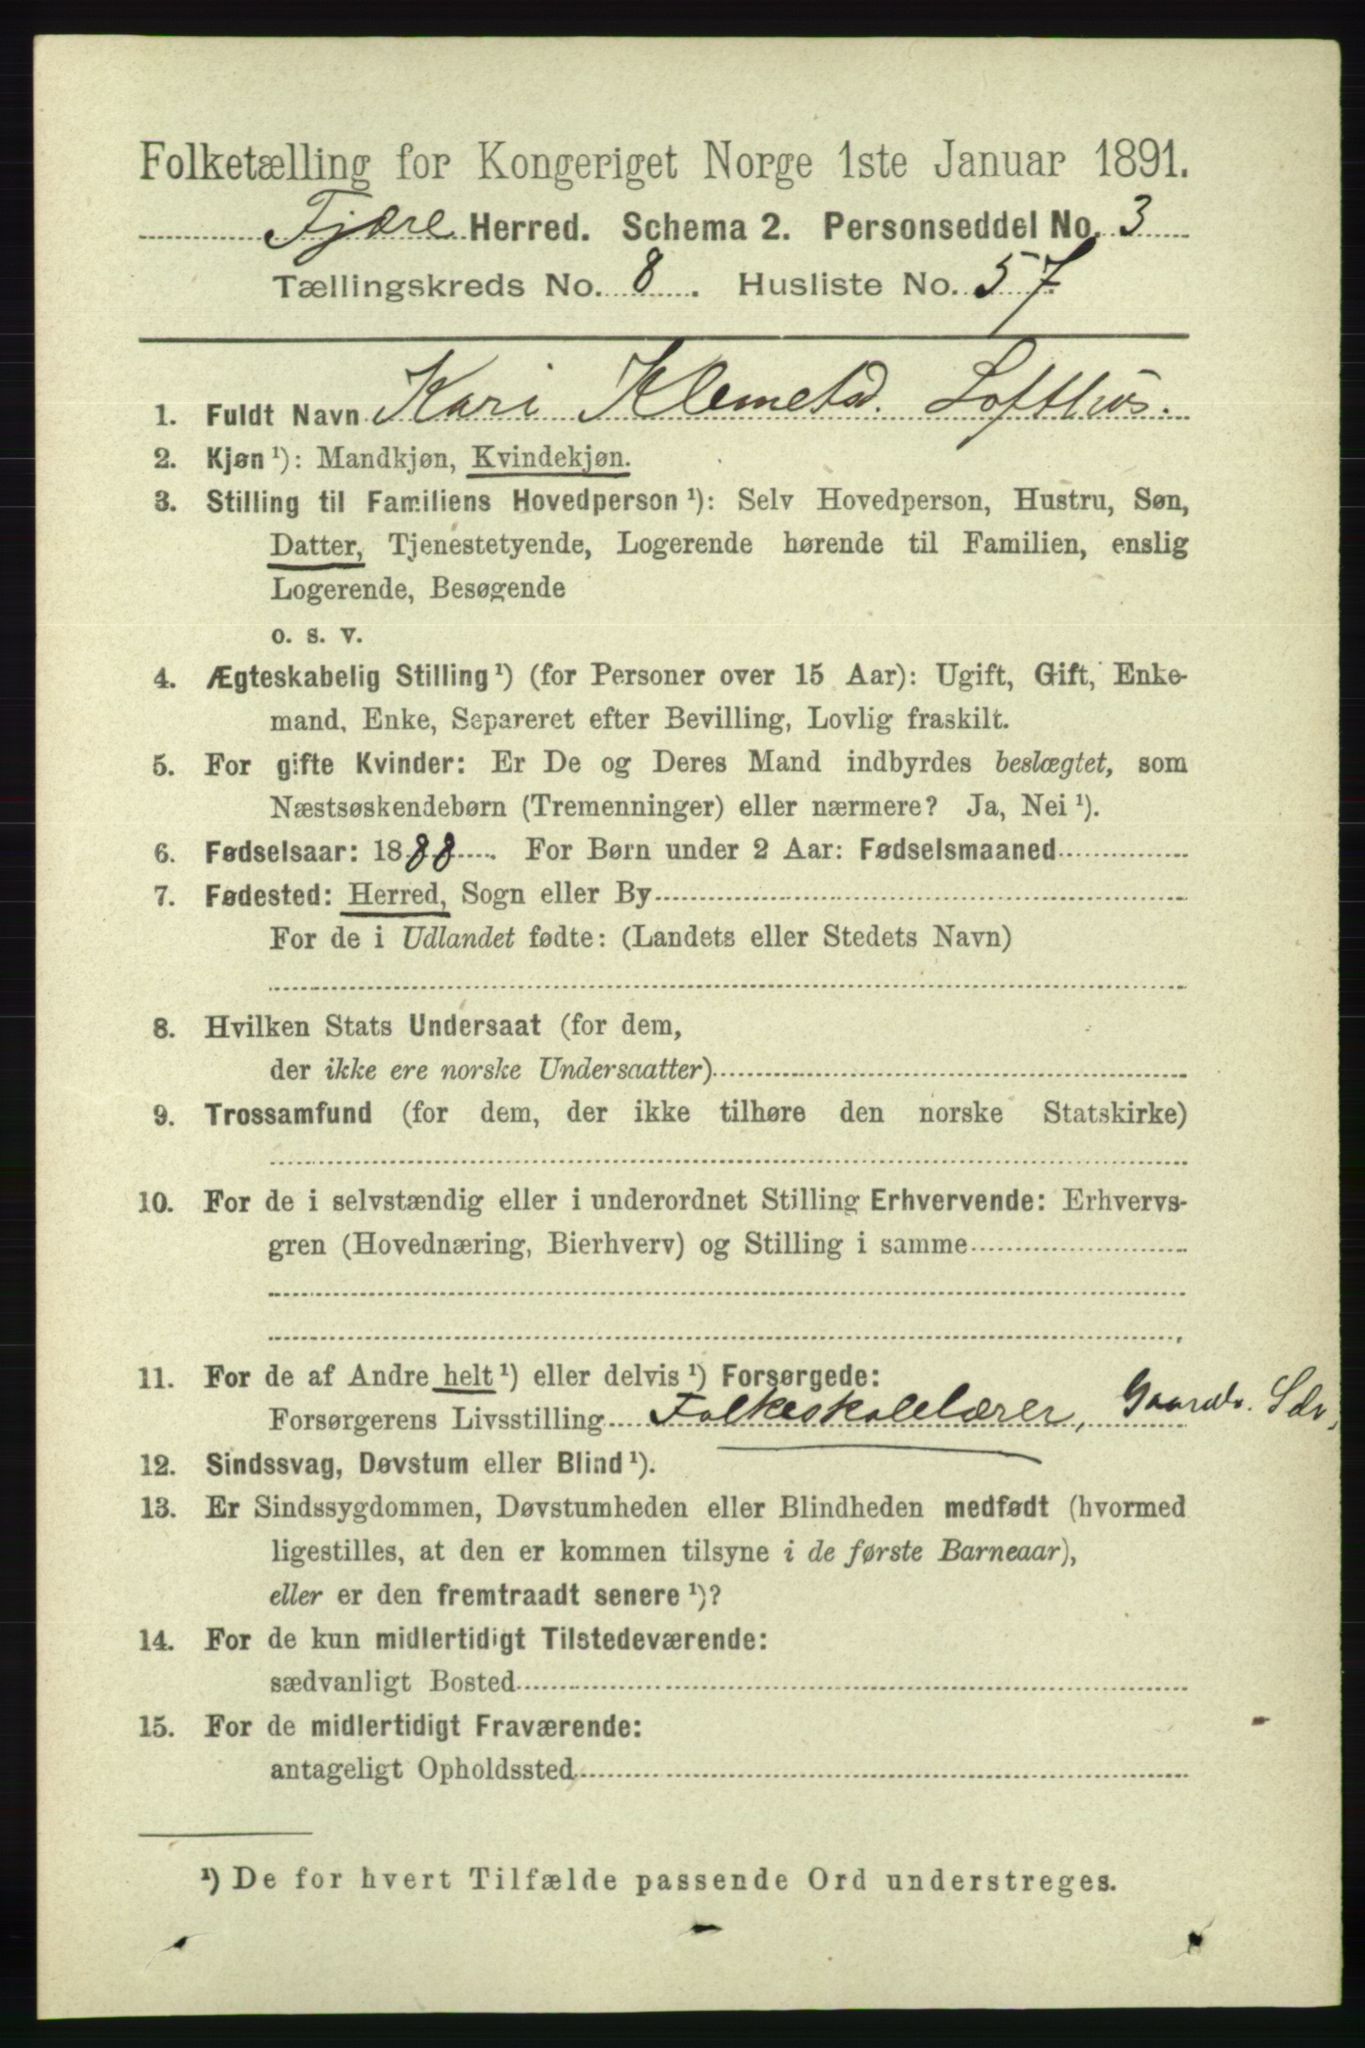 Folketælling for Kongeriget Norge 1ste Januar 1891.
Fjære Herred. Schema 2. Personseddel No. 3
Tællingskreds No. 8. Husliste No. 57
1. Fuldt Navn Kari Klemetsd. Lofthus.
2. Kjøn ¹): Mandkjøn, Kvindekjøn.
3. Stilling til Familiens Hovedperson ¹): Selv Hovedperson, Hustru, Søn,
Datter, Tjenestetyende, Logerende hørende til Familien, enslig
Logerende, Besøgende
o. s. v.
4. Ægteskabelig Stilling ¹) (for Personer over 15 Aar): Ugift, Gift, Enke-
mand, Enke, Separeret efter Bevilling, Lovlig fraskilt.
5. For gifte Kvinder: Er De og Deres Mand indbyrdes beslægtet, som
Næstsøskendebørn (Tremenninger) eller nærmere? Ja, Nei ¹).
6. Fødselsaar: 1888. For Børn under 2 Aar: Fødselsmaaned
7. Fødested: Herred, Sogn eller By
For de i Udlandet fødte: (Landets eller Stedets Navn)
8. Hvilken Stats Undersaat (for dem,
der ikke ere norske Undersaatter)
9. Trossamfund (for dem, der ikke tilhøre den norske Statskirke)
10. For de i selvstændig eller i underordnet Stilling Erhvervende: Erhvervs-
gren (Hovednæring, Bierhverv) og Stilling i samme
11. For de af Andre helt ¹) eller delvis ¹) Forsørgede:
Forsørgerens Livsstilling Folkeskolelærer, Gaardb. Selv
12. Sindssvag, Døvstum eller Blind ¹).
13. Er Sindssygdommen, Døvstumheden eller Blindheden medfødt (hvormed
ligestilles, at den er kommen tilsyne i de første Barneaar),
eller er den fremtraadt senere ¹)?
14. For de kun midlertidigt Tilstedeværende:
sædvanligt Bosted
15. For de midlertidigt Fraværende:
antageligt Opholdssted
¹) De for hvert Tilfælde passende Ord understreges.